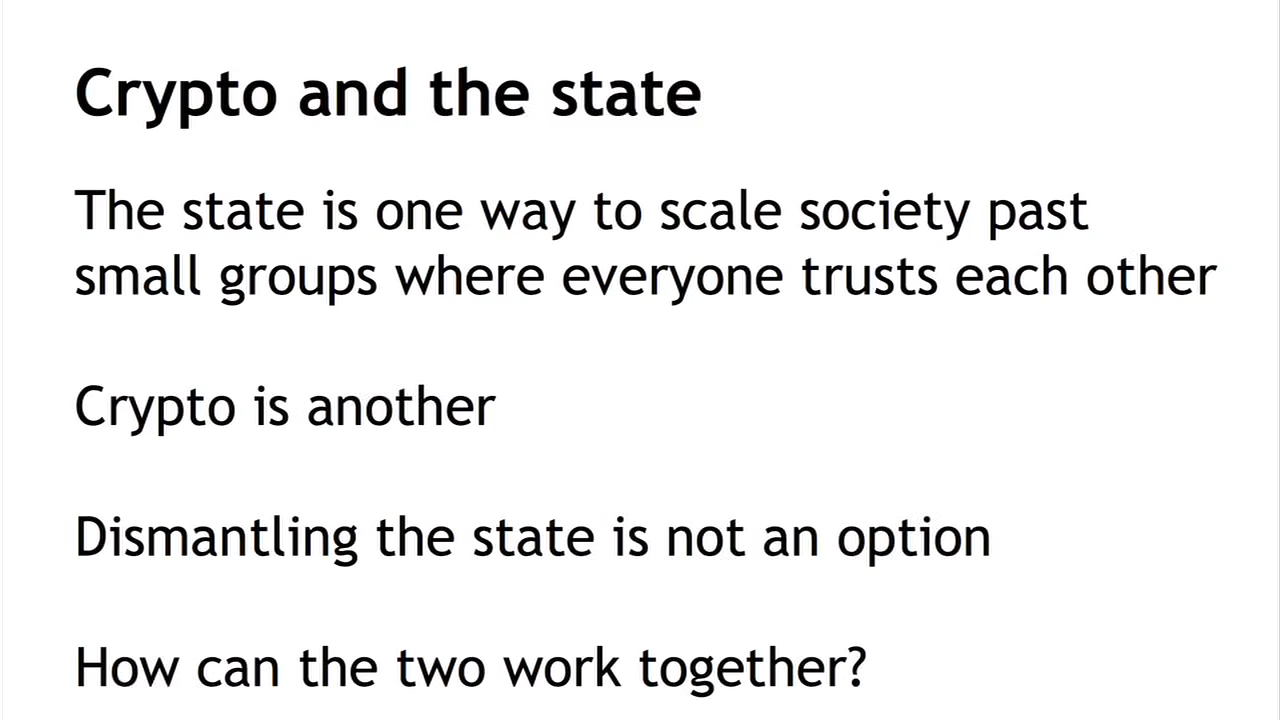 Crypto and the state
The state is one way to scale society past
small groups where everyone trusts each other
Crypto is another
Dismantling the state is not an option
How can the two work together?